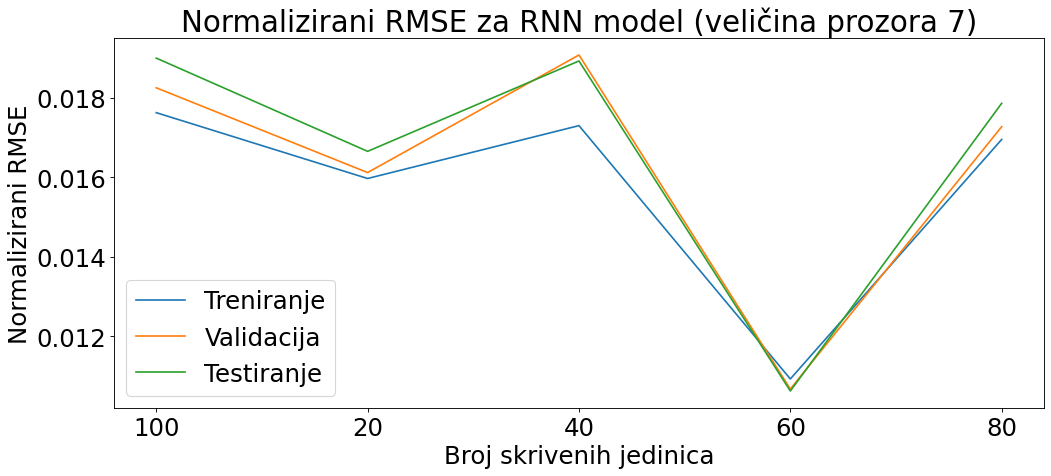 Normalizirani RMSE za RNN model (veličina prozora 7)
Normalizirani RMSE
0.018
0.016
0.014
0.012
Treniranje
Validacija
Testiranje
100 20 40 60 80
Broj skrivenih jedinica